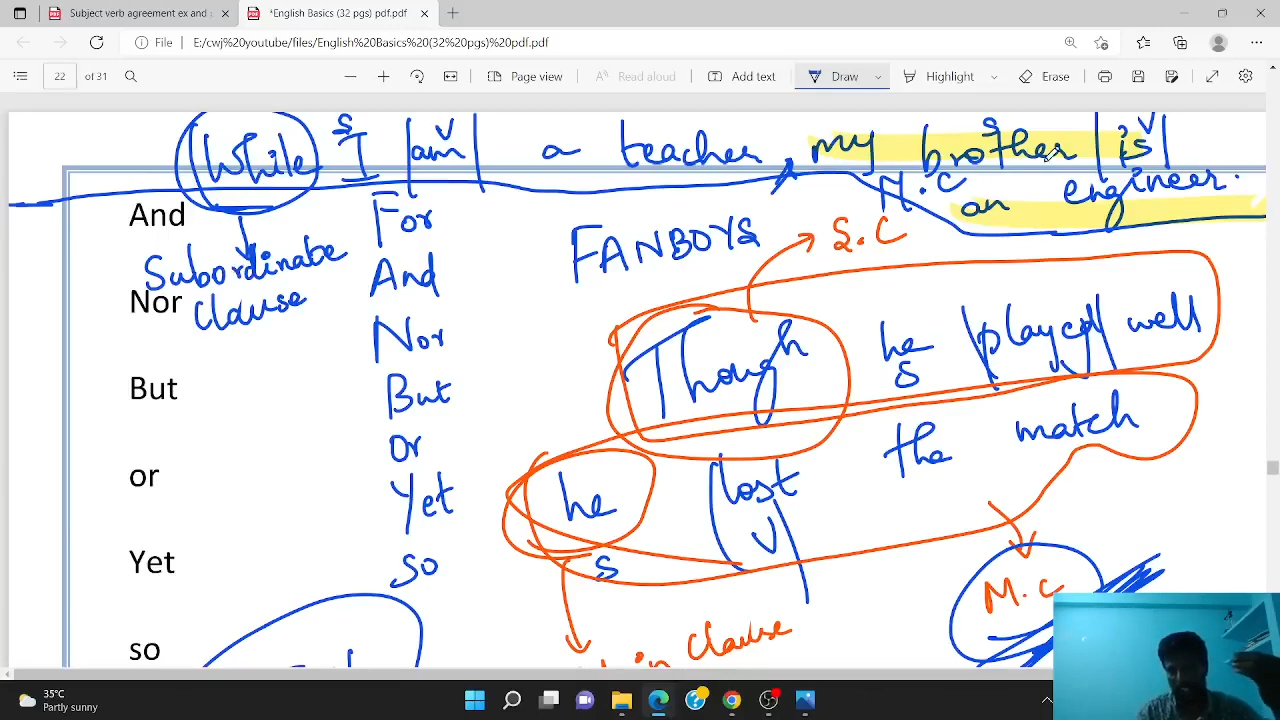 Subject verb agreement ex and
*English Basics (32 pgs) pdf.pdf
File E:/cwj%20youtube/files/English%20Basics%20(32%20pgs)%20pdf.pdf
22 of 31
Page view
Read aloud
Add text
Draw
Highlight
Erase
While I am a teacher, my brother is
S V S V
M.C an engineer.
And
Nor
But
or
Yet
so
Subordinate
Clause
For
And
Nor
But
or
Yet
so
FANBOYS
S.C
Though he played well
S V
he lost the match
S V
M.C
Clause
35°C
Partly sunny